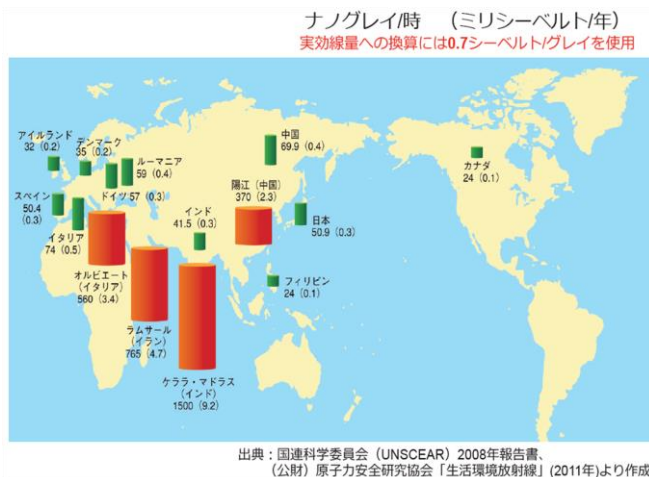 ナノグレイ/時 （ミリシーベルト/年）
実効線量への換算には0.7シーベルト/グレイを使用
アイルランド
32 (0.2)
デンマーク
35 (0.2)
ルーマニア
59 (0.4)
ドイツ 57 (0.3)
スペイン
50.4
(0.3)
イタリア
74 (0.5)
オルビエート
（イタリア）
560 (3.4)
ラムサール
（イラン）
765 (4.7)
ケララ・マドラス
（インド）
1500 (9.2)
インド
41.5 (0.3)
中国
69.9 (0.4)
陽江（中国）
370 (2.3)
日本
50.9 (0.3)
フィリピン
24 (0.1)
カナダ
24 (0.1)
出典：国連科学委員会（UNSCEAR）2008年報告書、
（公財）原子力安全研究協会「生活環境放射線」(2011年)より作成